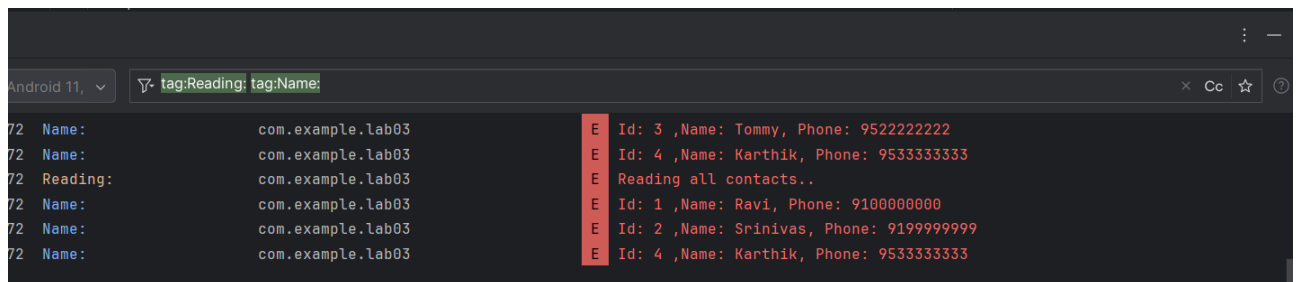 Android 11, tag:Reading: tag:Name: Cc
72 Name: com.example.lab03 E Id: 3 ,Name: Tommy, Phone: 9522222222
72 Name: com.example.lab03 E Id: 4 ,Name: Karthik, Phone: 9533333333
72 Reading: com.example.lab03 E Reading all contacts..
72 Name: com.example.lab03 E Id: 1 ,Name: Ravi, Phone: 9100000000
72 Name: com.example.lab03 E Id: 2 ,Name: Srinivas, Phone: 9199999999
72 Name: com.example.lab03 E Id: 4 ,Name: Karthik, Phone: 9533333333